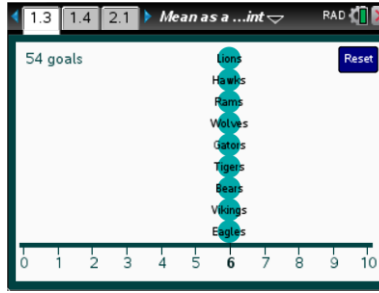 1.3 1.4 2.1 Mean as a ...int RAD
54 goals
Reset
Lions
Hawks
Rams
Wolves
Gators
Tigers
Bears
Vikings
Eagles
0 1 2 3 4 5 6 7 8 9 10